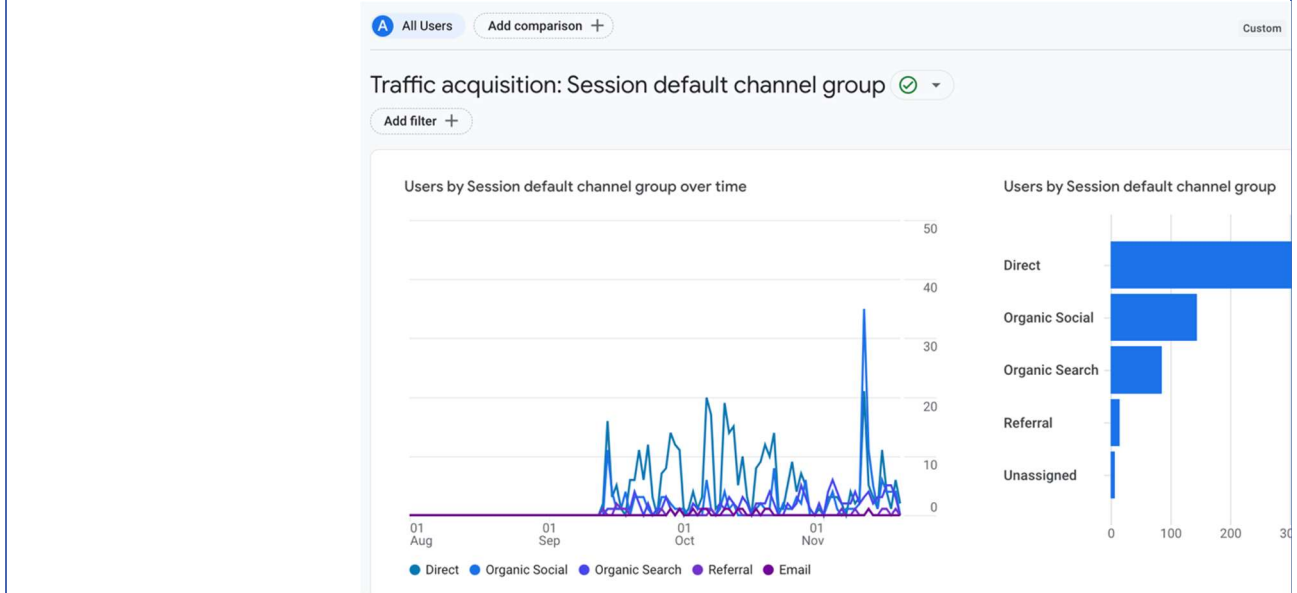 A All Users Add comparison +
Custom
Traffic acquisition: Session default channel group
Add filter +
Users by Session default channel group over time
50
40
30
20
10
0
01 Aug
01 Sep
01 Oct
01 Nov
Direct Organic Social Organic Search Referral Email
Users by Session default channel group
Direct
Organic Social
Organic Search
Referral
Unassigned
0 100 200